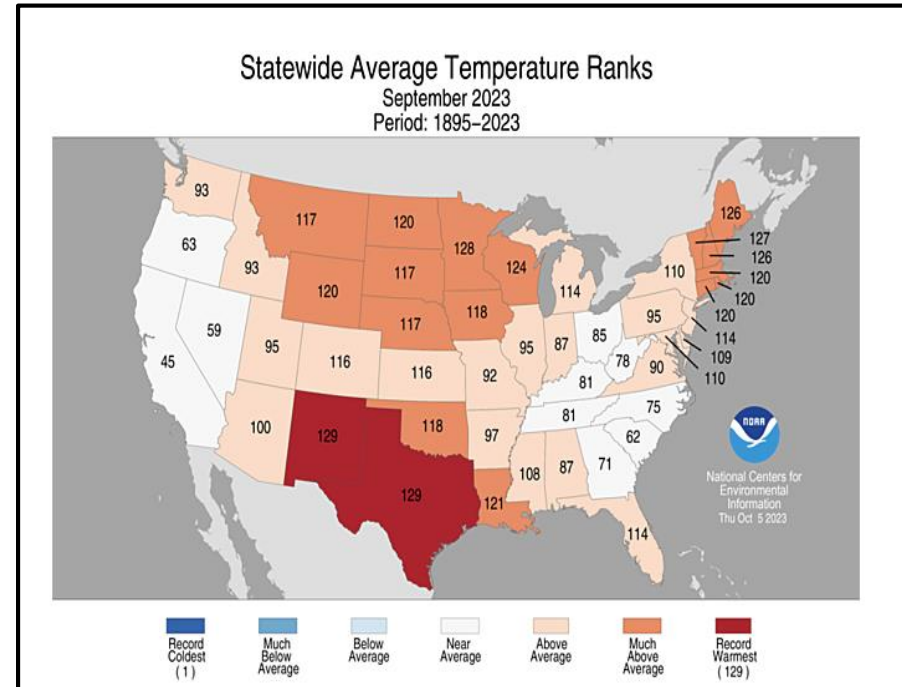 Statewide Average Temperature Ranks
September 2023
Period: 1895–2023
93
117
120
128
126
63
93
124
127
120
117
110
126
114
120
59
117
118
95
120
45
95
116
95
87
85
120
116
92
78
90
114
81
109
100
129
118
97
81
75
110
62
129
108
87
71
121
114
NOAA
National Centers for
Environmental
Information
Thu Oct 5 2023
Record
Coldest
(1)
Much
Below
Average
Below
Average
Near
Average
Above
Average
Much
Above
Average
Record
Warmest
(129)